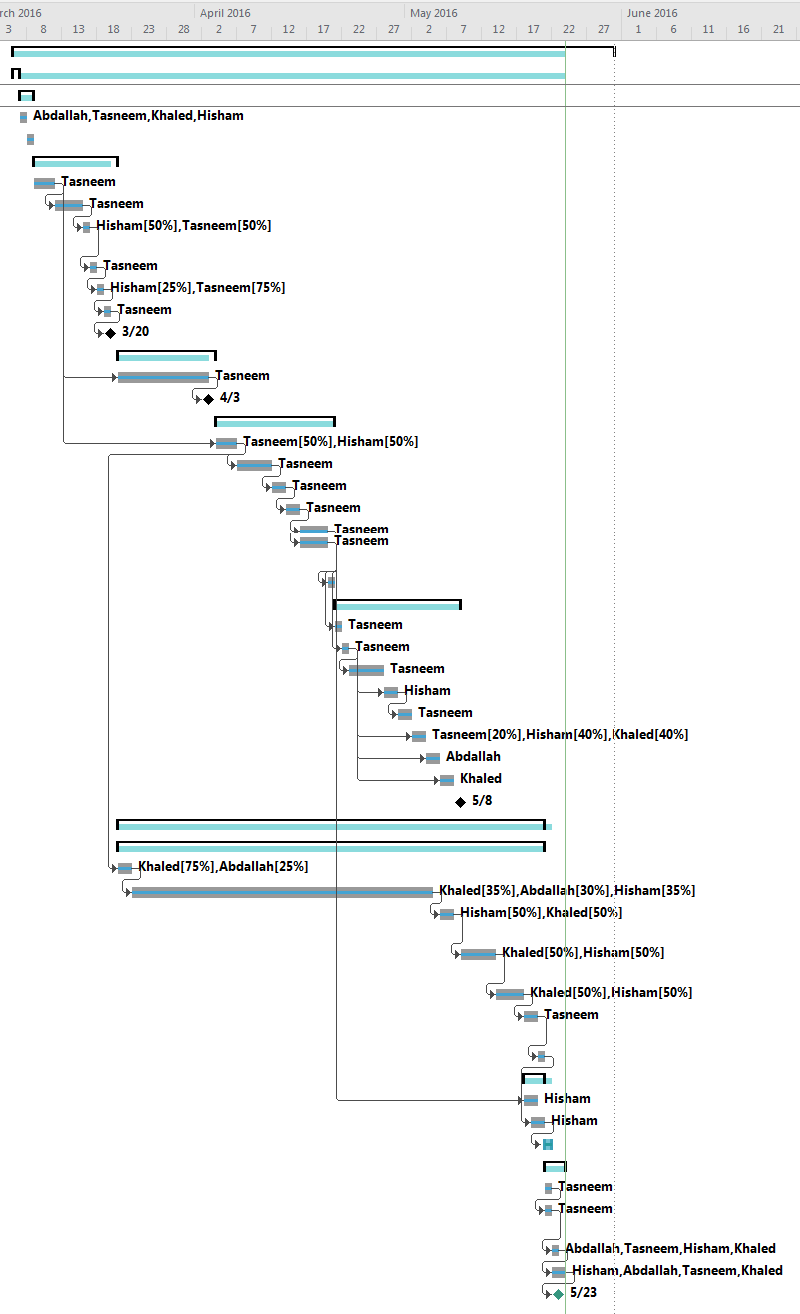 rch 2016 April 2016 May 2016 June 2016
3 8 13 18 23 28 2 7 12 17 22 27 2 7 12 17 22 27 1 6 11 16 21
Abdallah,Tasneem,Khaled,Hisham
Tasneem
Tasneem
Hisham[50%],Tasneem[50%]
Tasneem
Hisham[25%],Tasneem[75%]
Tasneem
3/20
Tasneem
4/3
Tasneem[50%],Hisham[50%]
Tasneem
Tasneem
Tasneem
Tasneem
Tasneem
Tasneem
Tasneem
Tasneem
Hisham
Tasneem
Tasneem[20%],Hisham[40%],Khaled[40%]
Abdallah
Khaled
5/8
Khaled[75%],Abdallah[25%]
Khaled[35%],Abdallah[30%],Hisham[35%]
Hisham[50%],Khaled[50%]
Khaled[50%],Hisham[50%]
Khaled[50%],Hisham[50%]
Tasneem
Hisham
Hisham
Tasneem
Tasneem
Abdallah,Tasneem,Hisham,Khaled
Hisham,Abdallah,Tasneem,Khaled
5/23